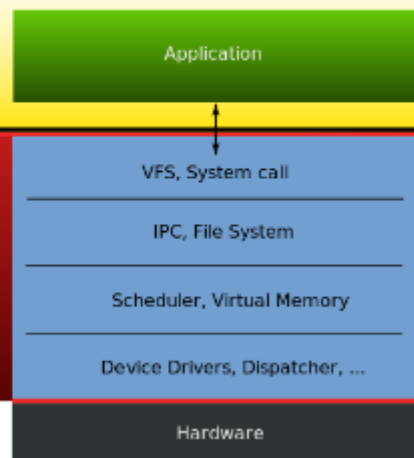 Application
VFS, System call
IPC, File System
Scheduler, Virtual Memory
Device Drivers, Dispatcher, ...
Hardware